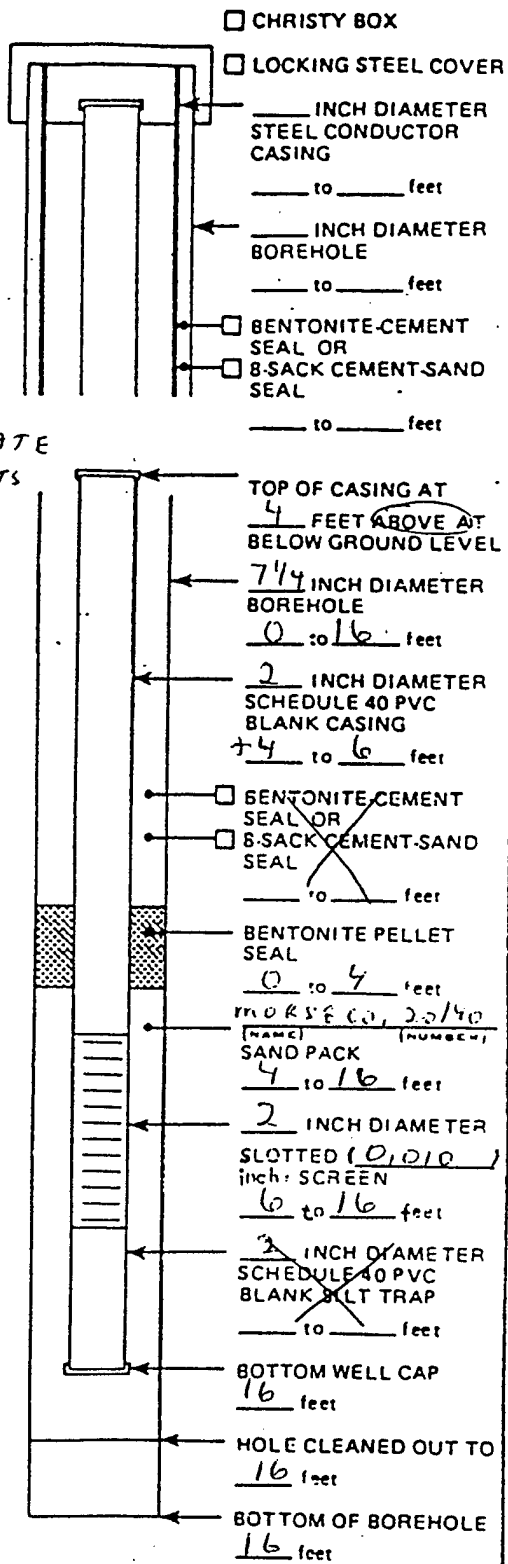 ☐ CHRISTY BOX
☐ LOCKING STEEL COVER
____ INCH DIAMETER
STEEL CONDUCTOR
CASING
____ to ____ feet
____ INCH DIAMETER
BOREHOLE
____ to ____ feet
☐ BENTONITE-CEMENT
SEAL OR
☐ 8-SACK CEMENT-SAND
SEAL
____ to ____ feet
TOP OF CASING AT
4 FEET ABOVE AT
BELOW GROUND LEVEL
7 1/4 INCH DIAMETER
BOREHOLE
0 to 16 feet
2 INCH DIAMETER
SCHEDULE 40 PVC
BLANK CASING
+4 to 6 feet
☐ BENTONITE-CEMENT
SEAL OR
☐ 8-SACK CEMENT-SAND
SEAL
____ to ____ feet
BENTONITE PELLET
SEAL
0 to 4 feet
MORSE CO, 20/40
(NAME) (NUMBER)
SAND PACK
4 to 16 feet
2 INCH DIAMETER
SLOTTED (0,010)
inch: SCREEN
6 to 16 feet
2 INCH DIAMETER
SCHEDULE 40 PVC
BLANK SILT TRAP
____ to ____ feet
BOTTOM WELL CAP
16 feet
HOLE CLEANED OUT TO
16 feet
BOTTOM OF BOREHOLE
16 feet